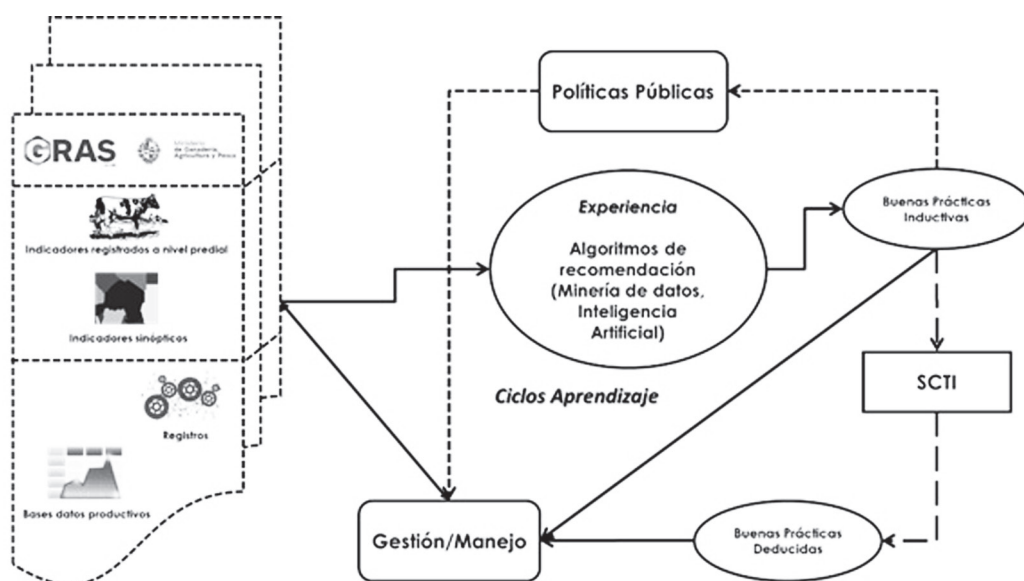 GRAS
Ministerio
de Ganadería,
Agricultura y Pesca
Indicadores registrados a nivel predial
Indicadores sinópticos
Registros
Bases datos productivos
Políticas Públicas
Experiencia
Algoritmos de
recomendación
(Minería de datos,
Inteligencia
Artificial)
Ciclos Aprendizaje
Buenas Prácticas
Inductivas
SCTI
Buenas Prácticas
Deducidas
Gestión/Manejo